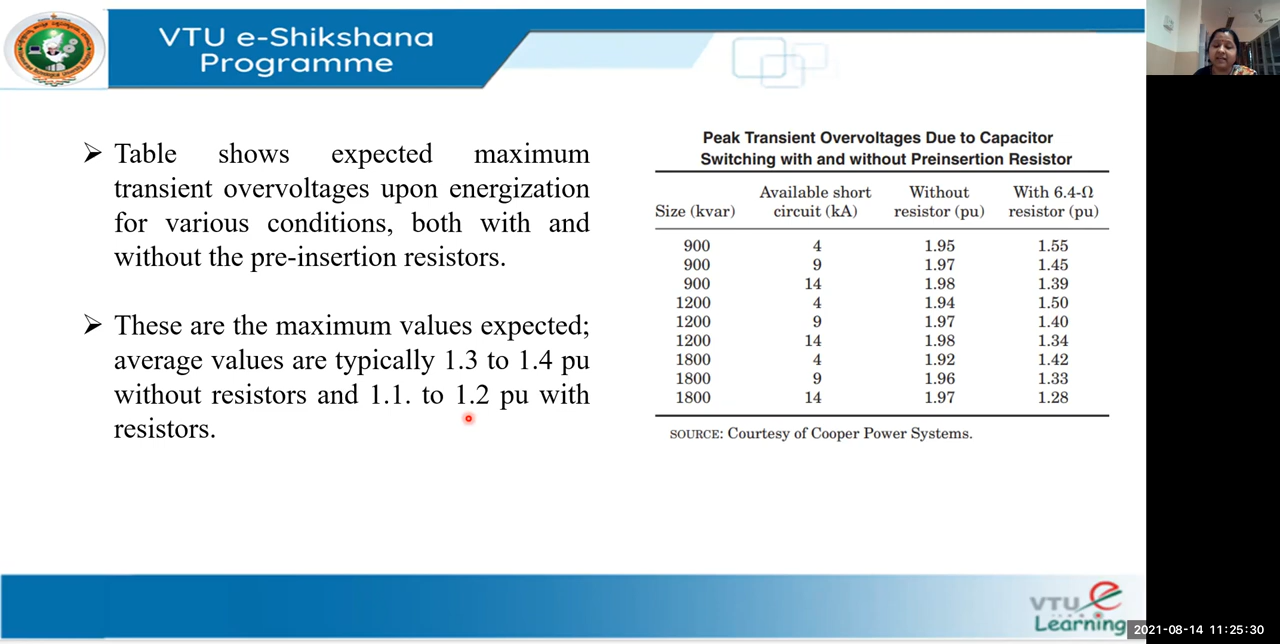 VTU e-Shikshana
Programme
➢ Table shows expected maximum
transient overvoltages upon energization
for various conditions, both with and
without the pre-insertion resistors.
➢ These are the maximum values expected;
average values are typically 1.3 to 1.4 pu
without resistors and 1.1. to 1.2 pu with
resistors.
Peak Transient Overvoltages Due to Capacitor
Switching with and without Preinsertion Resistor
Available short Without With 6.4-Ω
Size (kvar) circuit (kA) resistor (pu) resistor (pu)
900 4 1.95 1.55
900 9 1.97 1.45
900 14 1.98 1.39
1200 4 1.94 1.50
1200 9 1.97 1.40
1200 14 1.98 1.34
1800 4 1.92 1.42
1800 9 1.96 1.33
1800 14 1.97 1.28
SOURCE: Courtesy of Cooper Power Systems.
VTU e
Learning
2021-08-14 11:25:30